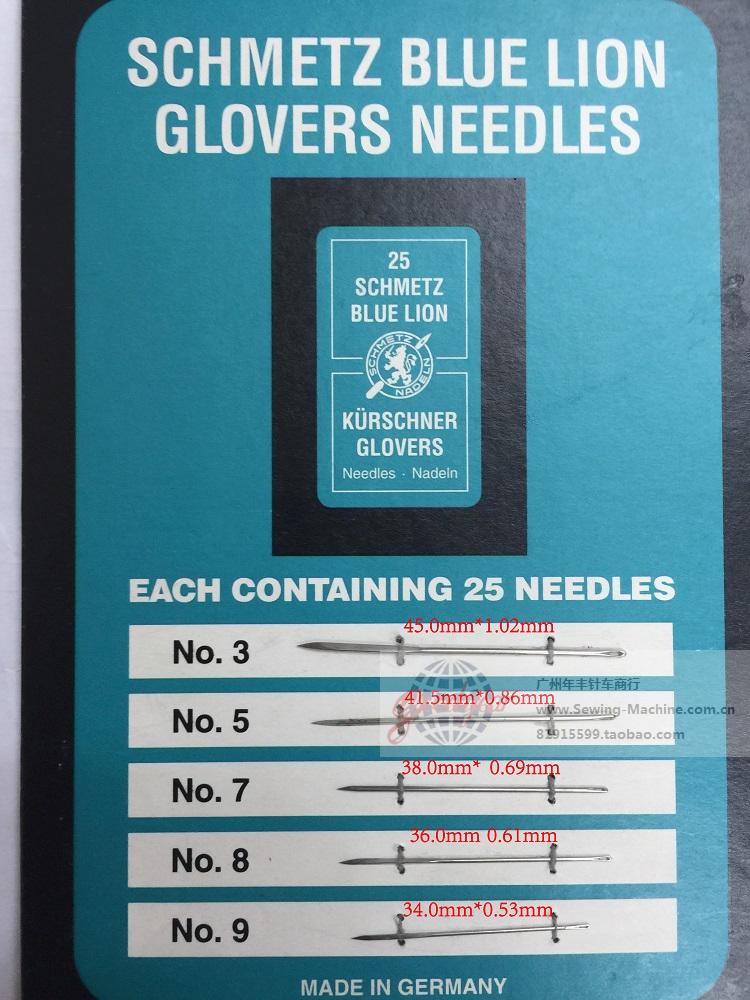 SCHMETZ BLUE LION
GLOVERS NEEDLES
25
SCHMETZ
BLUE LION
SCHMETZ
NADELN
KÜRSCHNER
GLOVERS
Needles · Nadeln
EACH CONTAINING 25 NEEDLES
45.0mm*1.02mm
No. 3
广州年丰针车商行
41.5mm*0.86mm
www.Sewing-Machine.com.cn
No. 5
82915599.taobao.com
38.0mm* 0.69mm
No. 7
36.0mm 0.61mm
No. 8
34.0mm*0.53mm
No. 9
MADE IN GERMANY